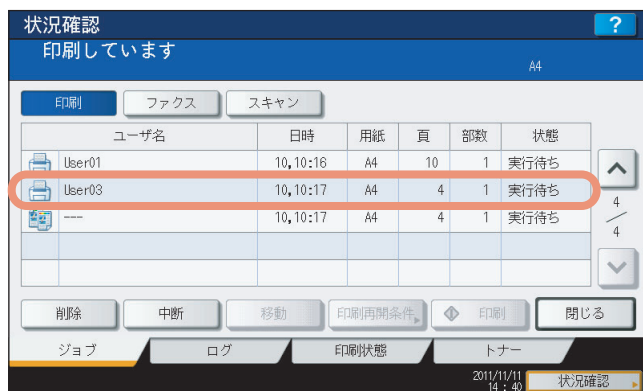 状況確認 ?
印刷しています
A4
印刷 ファクス スキャン
ユーザ名 日時 用紙 頁 部数 状態
User01 10,10:16 A4 10 1 実行待ち
User03 10,10:17 A4 4 1 実行待ち
--- 10,10:17 A4 4 1 実行待ち
4
4
削除 中断 移動 印刷再開条件 印刷 閉じる
ジョブ ログ 印刷状態 トナー
2011/11/11
14 : 40
状況確認